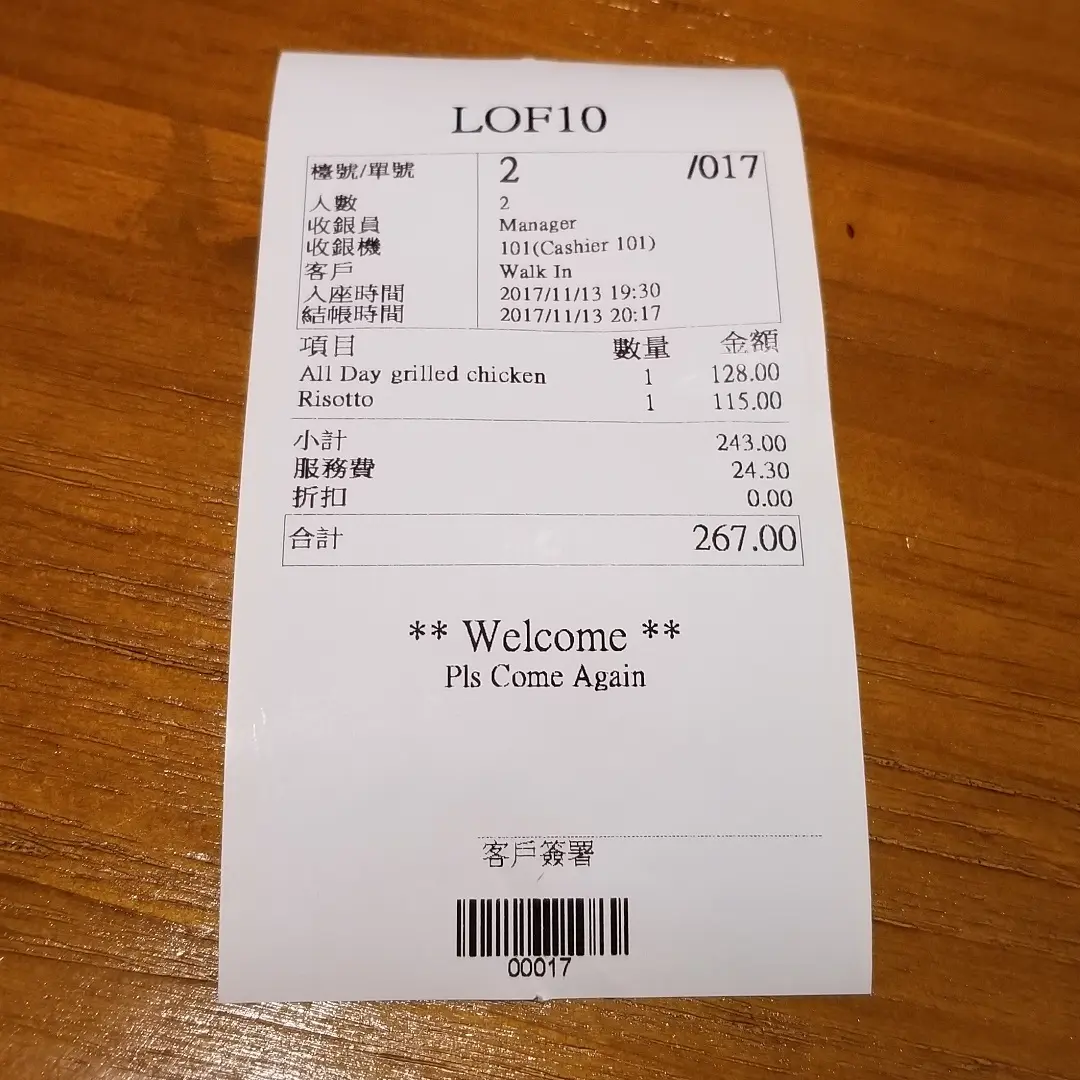 LOF10
檯號/單號 2 /017
人數 2
收銀員 Manager
收銀機 101(Cashier 101)
客戶 Walk In
入座時間 2017/11/13 19:30
結帳時間 2017/11/13 20:17
項目 數量 金額
All Day grilled chicken 1 128.00
Risotto 1 115.00
小計 243.00
服務費 24.30
折扣 0.00
合計 267.00
** Welcome **
Pls Come Again
客戶簽署
00017